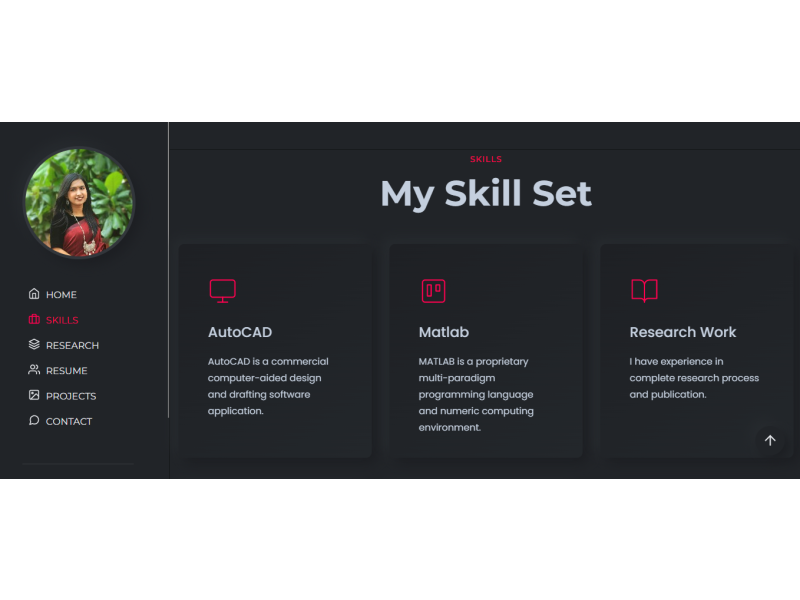 HOME
SKILLS
RESEARCH
RESUME
PROJECTS
CONTACT
SKILLS
My Skill Set
AutoCAD
AutoCAD is a commercial
computer-aided design
and drafting software
application.
Matlab
MATLAB is a proprietary
multi-paradigm
programming language
and numeric computing
environment.
Research Work
I have experience in
complete research process
and publication.